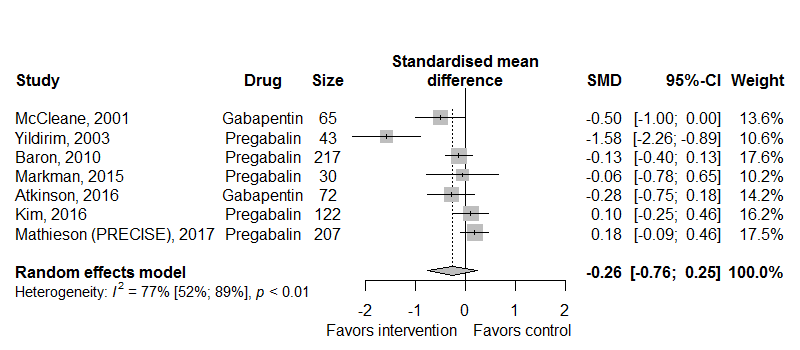 Standardised mean
Study Drug Size difference SMD 95%-CI Weight
McCleane, 2001 Gabapentin 65 -0.50 [-1.00; 0.00] 13.6%
Yildirim, 2003 Pregabalin 43 -1.58 [-2.26; -0.89] 10.6%
Baron, 2010 Pregabalin 217 -0.13 [-0.40; 0.13] 17.6%
Markman, 2015 Pregabalin 30 -0.06 [-0.78; 0.65] 10.2%
Atkinson, 2016 Gabapentin 72 -0.28 [-0.75; 0.18] 14.2%
Kim, 2016 Pregabalin 122 0.10 [-0.25; 0.46] 16.2%
Mathieson (PRECISE), 2017 Pregabalin 207 0.18 [-0.09; 0.46] 17.5%
Random effects model -0.26 [-0.76; 0.25] 100.0%
Heterogeneity: I² = 77% [52%; 89%], p < 0.01
-2 -1 0 1 2
Favors intervention Favors control